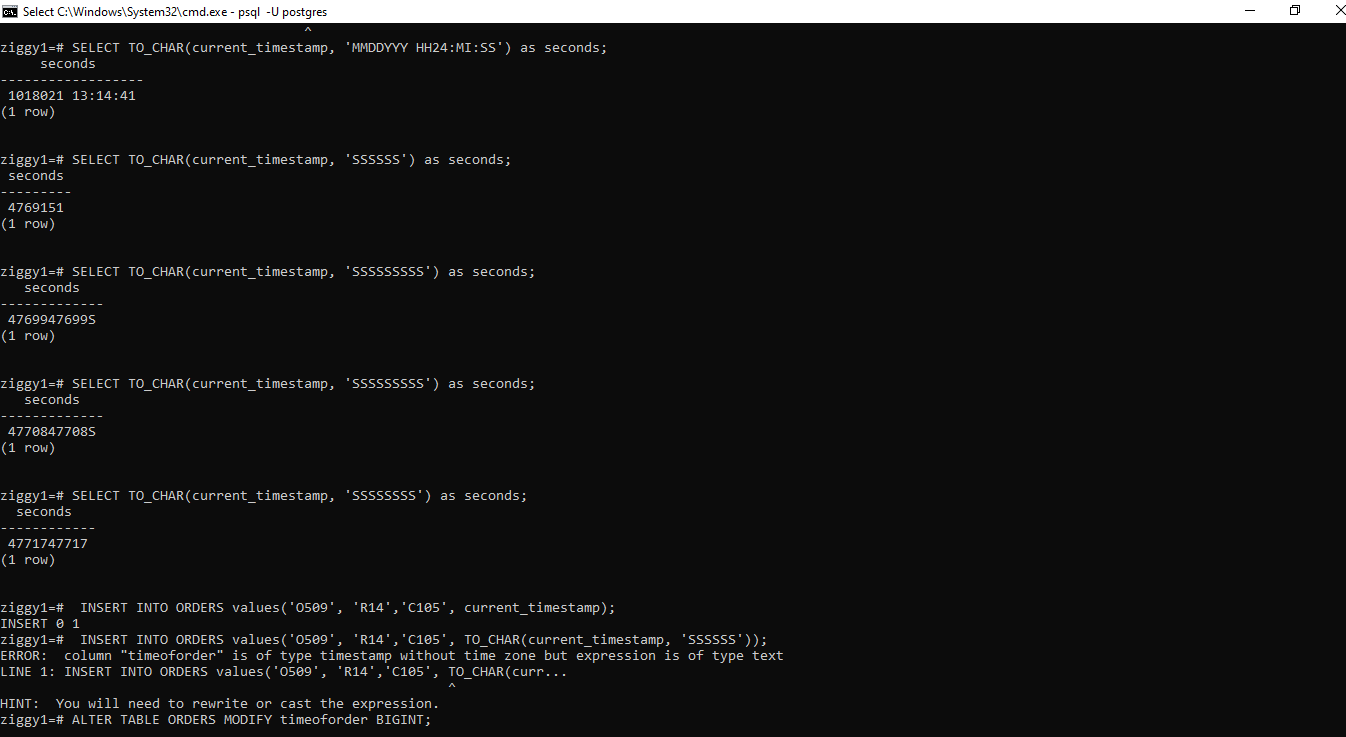 Select C:\Windows\System32\cmd.exe - psql  -U postgres
^
ziggy1=# SELECT TO_CHAR(current_timestamp, 'MMDDYYY HH24:MI:SS') as seconds;
     seconds
------------------
 1018021 13:14:41
(1 row)
ziggy1=# SELECT TO_CHAR(current_timestamp, 'SSSSSS') as seconds;
 seconds
---------
 4769151
(1 row)
ziggy1=# SELECT TO_CHAR(current_timestamp, 'SSSSSSSSS') as seconds;
   seconds
-------------
 4769947699S
(1 row)
ziggy1=# SELECT TO_CHAR(current_timestamp, 'SSSSSSSSS') as seconds;
   seconds
-------------
 4770847708S
(1 row)
ziggy1=# SELECT TO_CHAR(current_timestamp, 'SSSSSSSS') as seconds;
  seconds
------------
 4771747717
(1 row)
ziggy1=#  INSERT INTO ORDERS values('O509', 'R14','C105', current_timestamp);
INSERT 0 1
ziggy1=#  INSERT INTO ORDERS values('O509', 'R14','C105', TO_CHAR(current_timestamp, 'SSSSSS'));
ERROR:  column "timeoforder" is of type timestamp without time zone but expression is of type text
LINE 1: INSERT INTO ORDERS values('O509', 'R14','C105', TO_CHAR(curr...
^
HINT:  You will need to rewrite or cast the expression.
ziggy1=# ALTER TABLE ORDERS MODIFY timeoforder BIGINT;